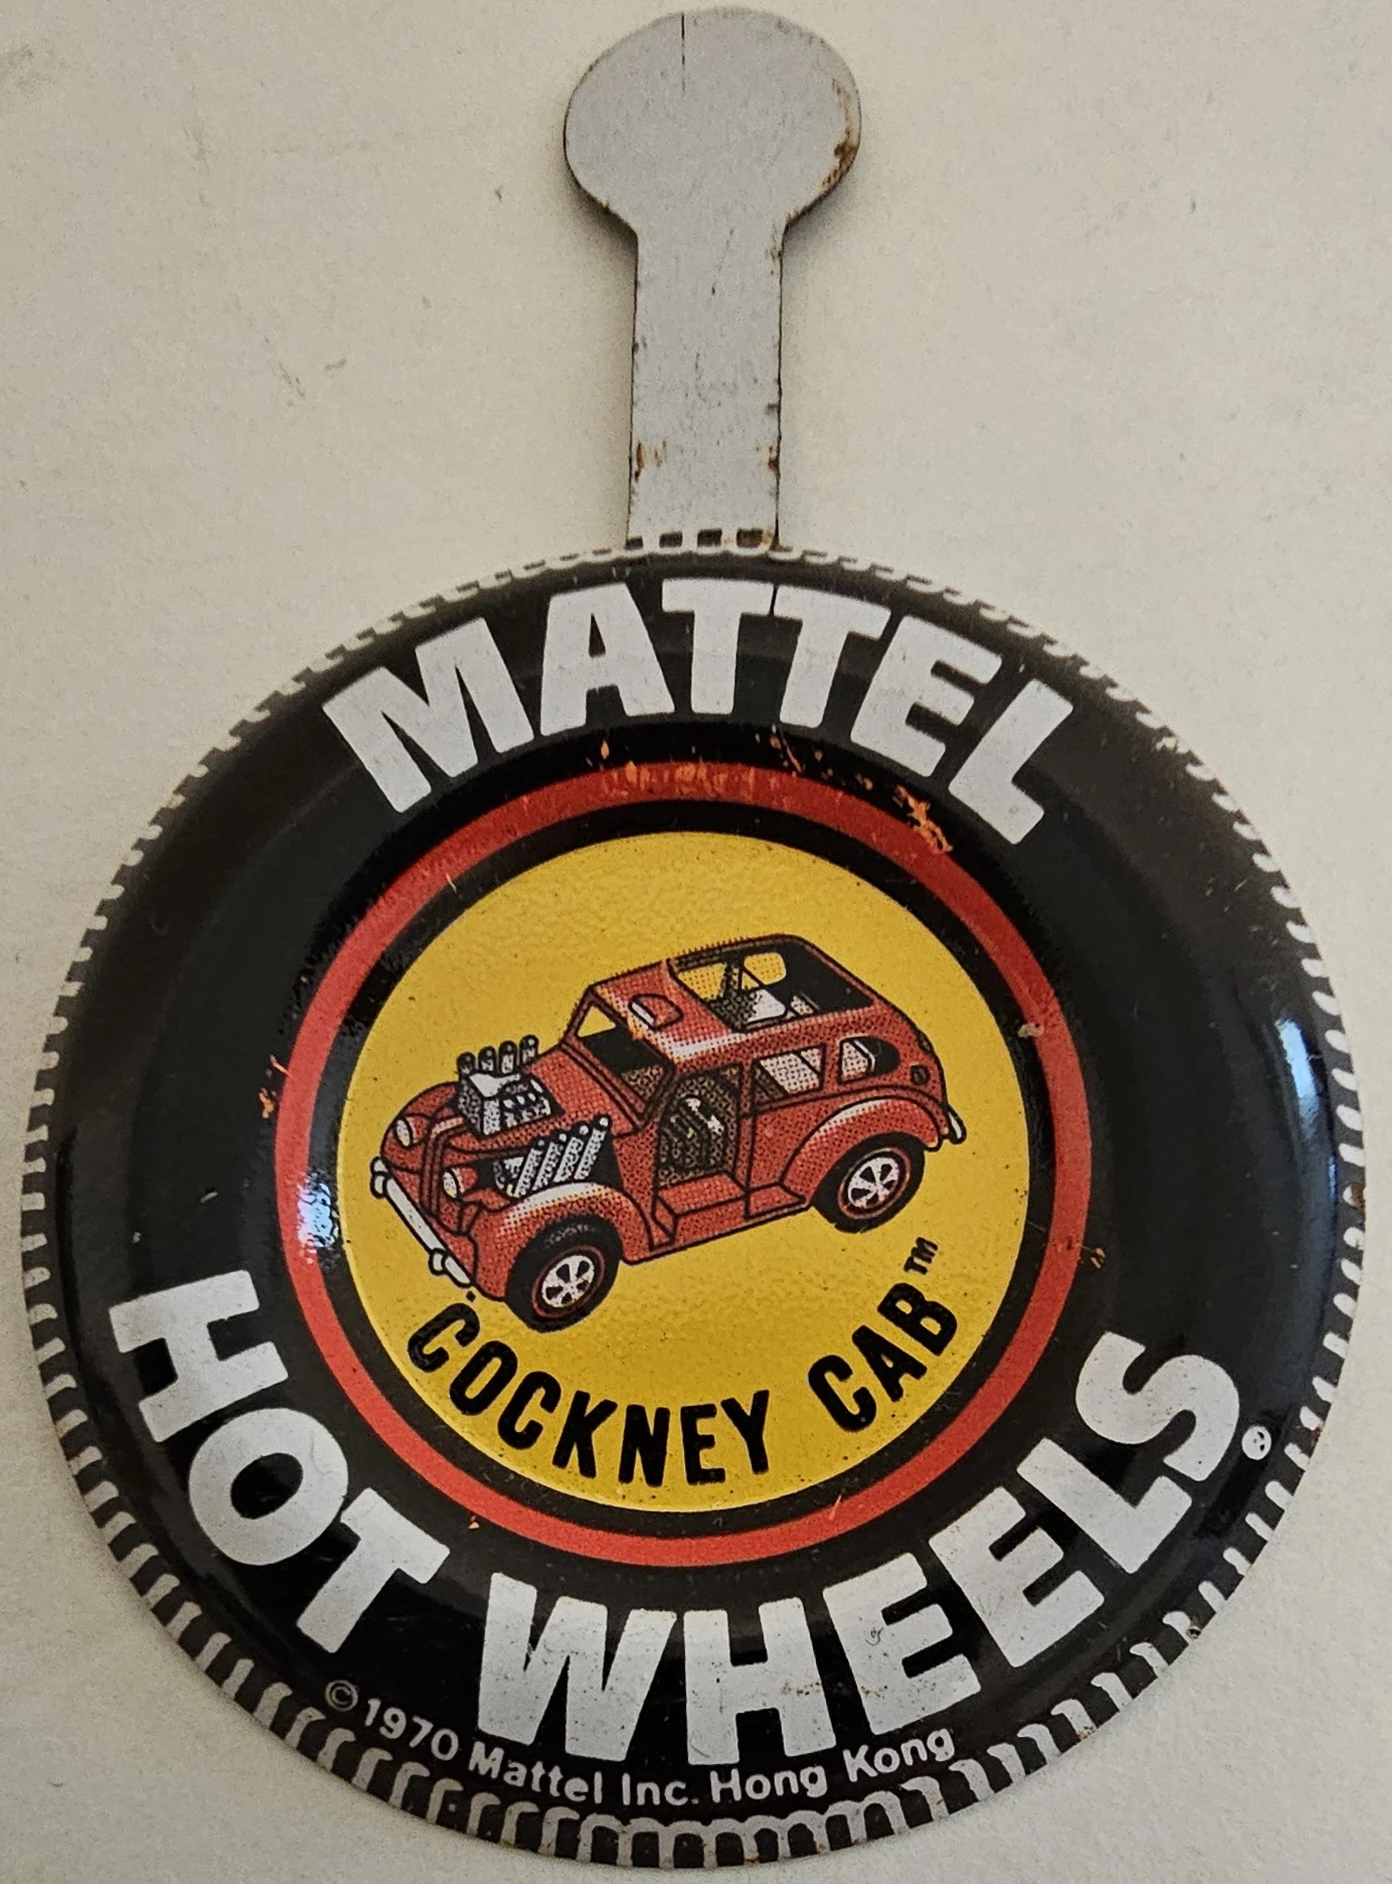 MATTEL
COCKNEY CAB™
HOT WHEELS®
© 1970 Mattel Inc. Hong Kong